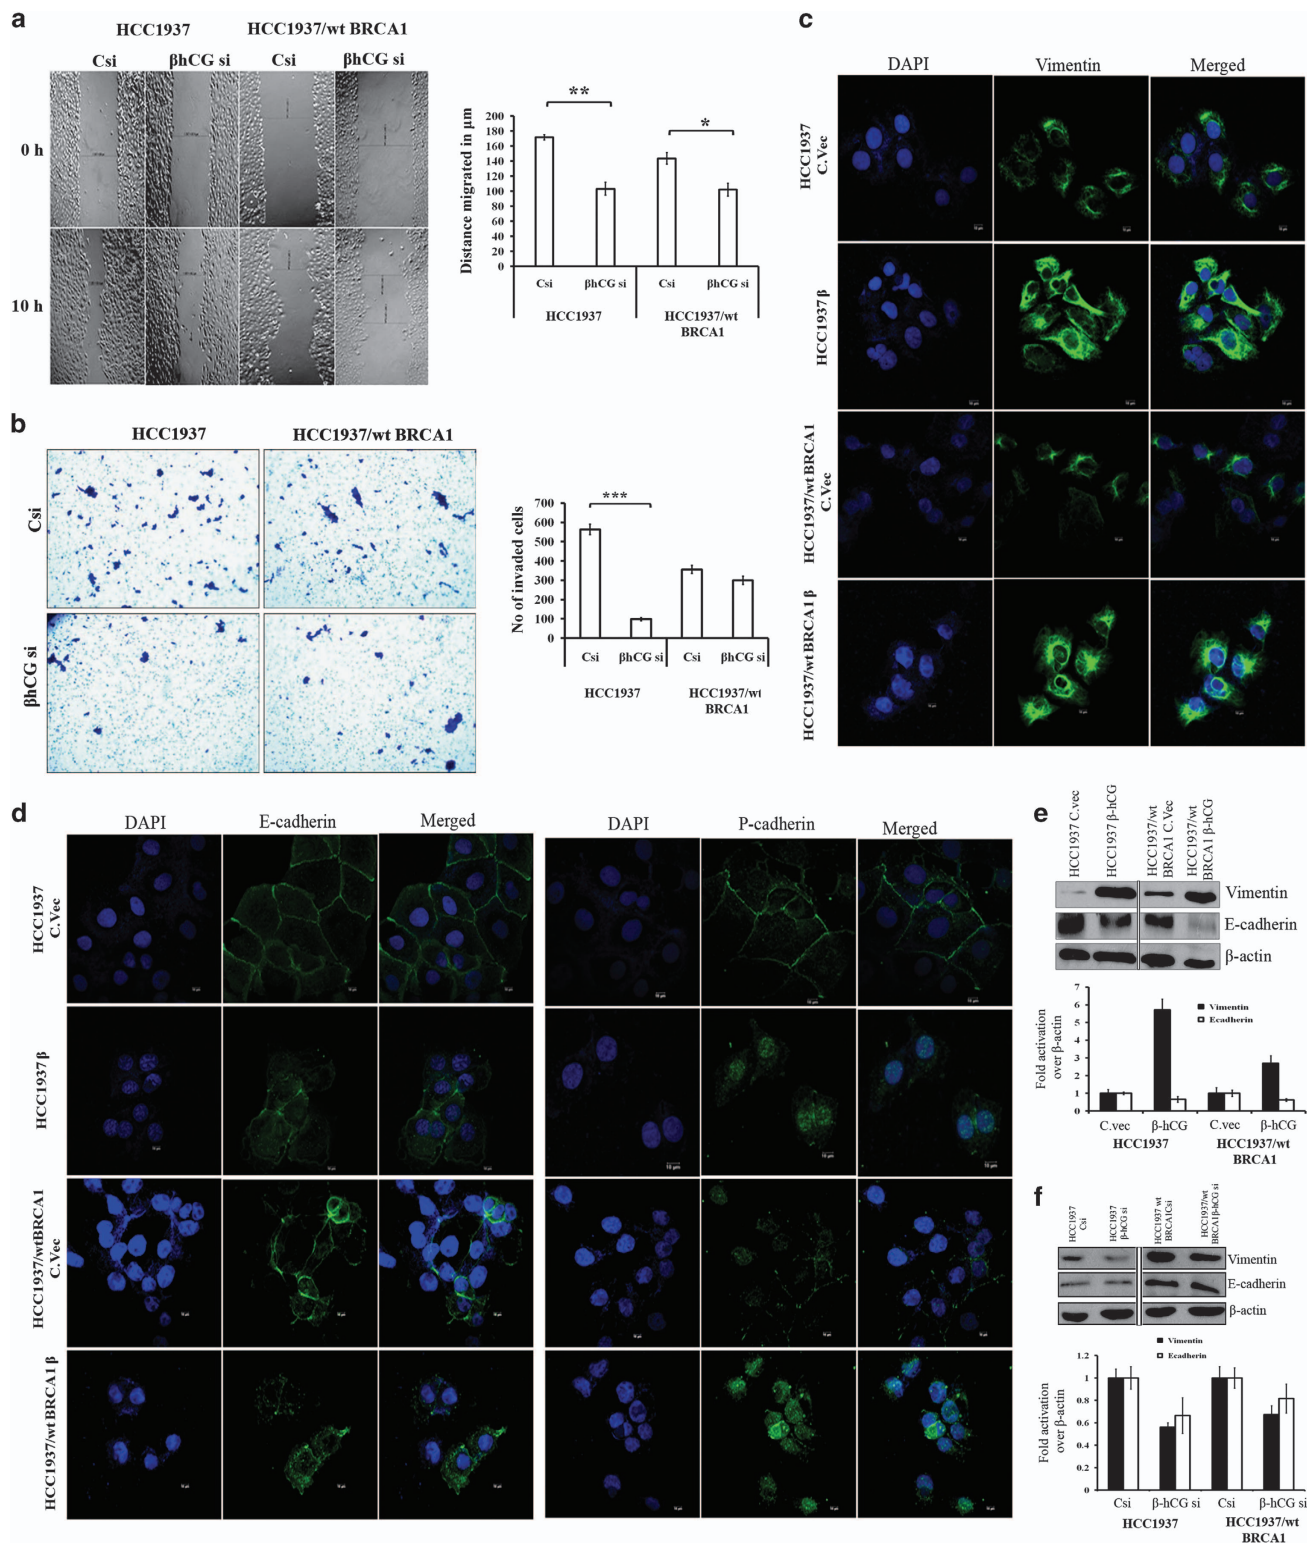 a
HCC1937 HCC1937/wt BRCA1
Csi βhCG si Csi βhCG si
0 h
10 h
Distance migrated in µm
200
180
160
140
120
100
80
60
40
20
0
**
*
Csi βhCG si Csi βhCG si
HCC1937 HCC1937/wt
BRCA1
b
HCC1937 HCC1937/wt BRCA1
Csi
βhCG si
No of invaded cells
700
600
500
400
300
200
100
0
***
Csi βhCG si Csi βhCG si
HCC1937 HCC1937/wt
BRCA1
c
DAPI Vimentin Merged
HCC1937
C.Vec
HCC1937 β
HCC1937/wt BRCA1
C.Vec
HCC1937/wt BRCA1 β
d
DAPI E-cadherin Merged DAPI P-cadherin Merged
HCC1937
C.Vec
HCC1937 β
HCC1937/wtBRCA1
C.Vec
HCC1937/wt BRCA1 β
10 µm
10 µm
10 µm
e
HCC1937 C.vec
HCC1937 β-hCG
HCC1937/wt
BRCA1 C.Vec
HCC1937/wt
BRCA1 β-hCG
Vimentin
E-cadherin
β-actin
Fold activation
over β-actin
7
6
5
4
3
2
1
0
Vimentin
Ecadherin
C.vec β-hCG C.vec β-hCG
HCC1937 HCC1937/wt
BRCA1
f
HCC1937
Csi
HCC1937
β-hCG si
HCC1937 wt
BRCA1Csi
HCC1937/wt
BRCA1β-hCG si
Vimentin
E-cadherin
β-actin
Fold activation
over β-actin
Vimentin
Ecadherin
1.2
1
0.8
0.6
0.4
0.2
0
Csi β-hCG si Csi β-hCG si
HCC1937 HCC1937/wt
BRCA1